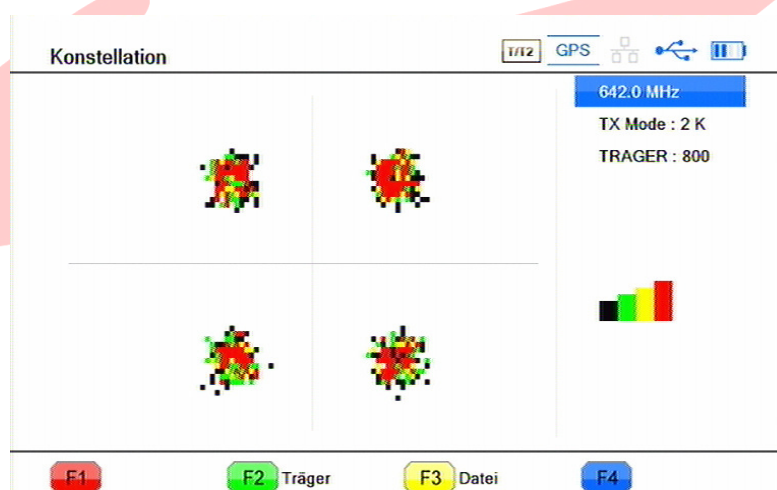 Konstellation
T/T2 GPS
642.0 MHz
TX Mode : 2 K
TRAGER : 800
F1 F2 Träger F3 Datei F4